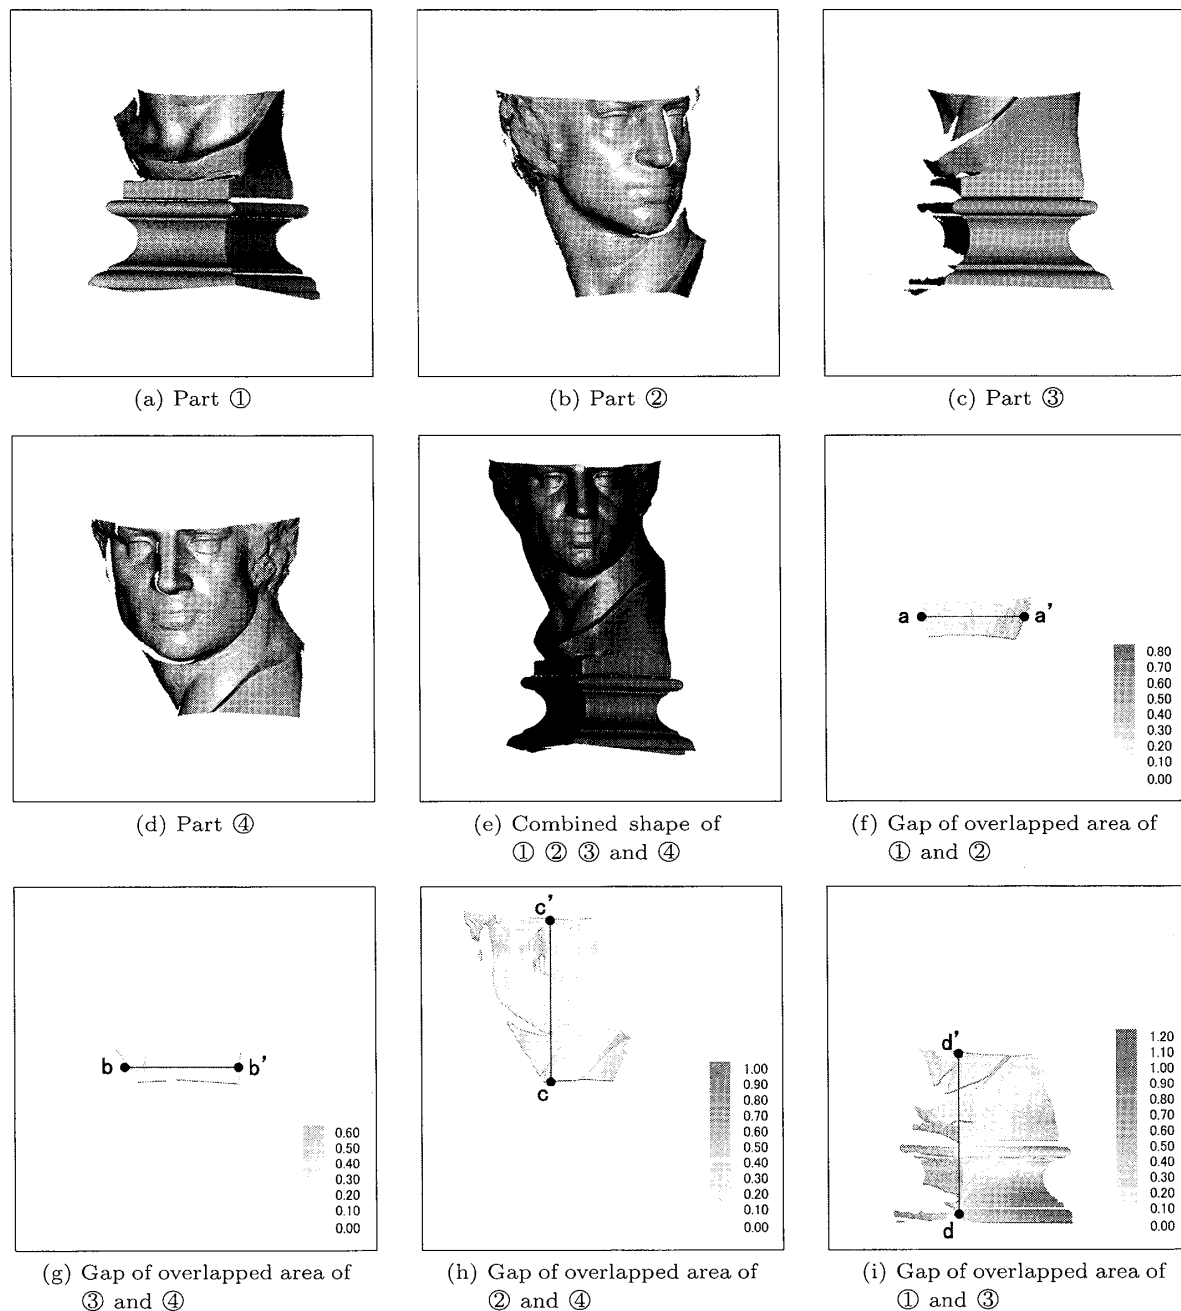 (a) Part ①
(b) Part ②
(c) Part ③
(d) Part ④
(e) Combined shape of
① ② ③ and ④
a
a'
0.80
0.70
0.60
0.50
0.40
0.30
0.20
0.10
0.00
(f) Gap of overlapped area of
① and ②
b
b'
0.60
0.50
0.40
0.30
0.20
0.10
0.00
(g) Gap of overlapped area of
③ and ④
c'
c
1.00
0.90
0.80
0.70
0.60
0.50
0.40
0.30
0.20
0.10
0.00
(h) Gap of overlapped area of
② and ④
d'
d
1.20
1.10
1.00
0.90
0.80
0.70
0.60
0.50
0.40
0.30
0.20
0.10
0.00
(i) Gap of overlapped area of
① and ③